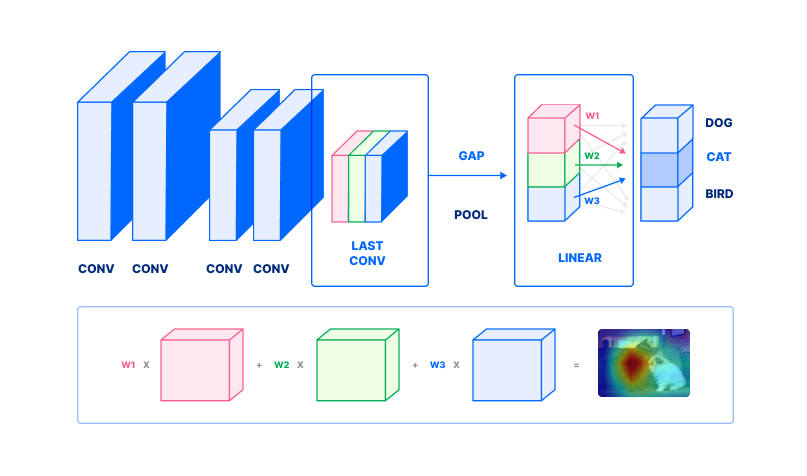 CONV CONV CONV CONV
LAST
CONV
GAP
POOL
W1
W2
W3
LINEAR
DOG
CAT
BIRD
W1 X + W2 X + W3 X =